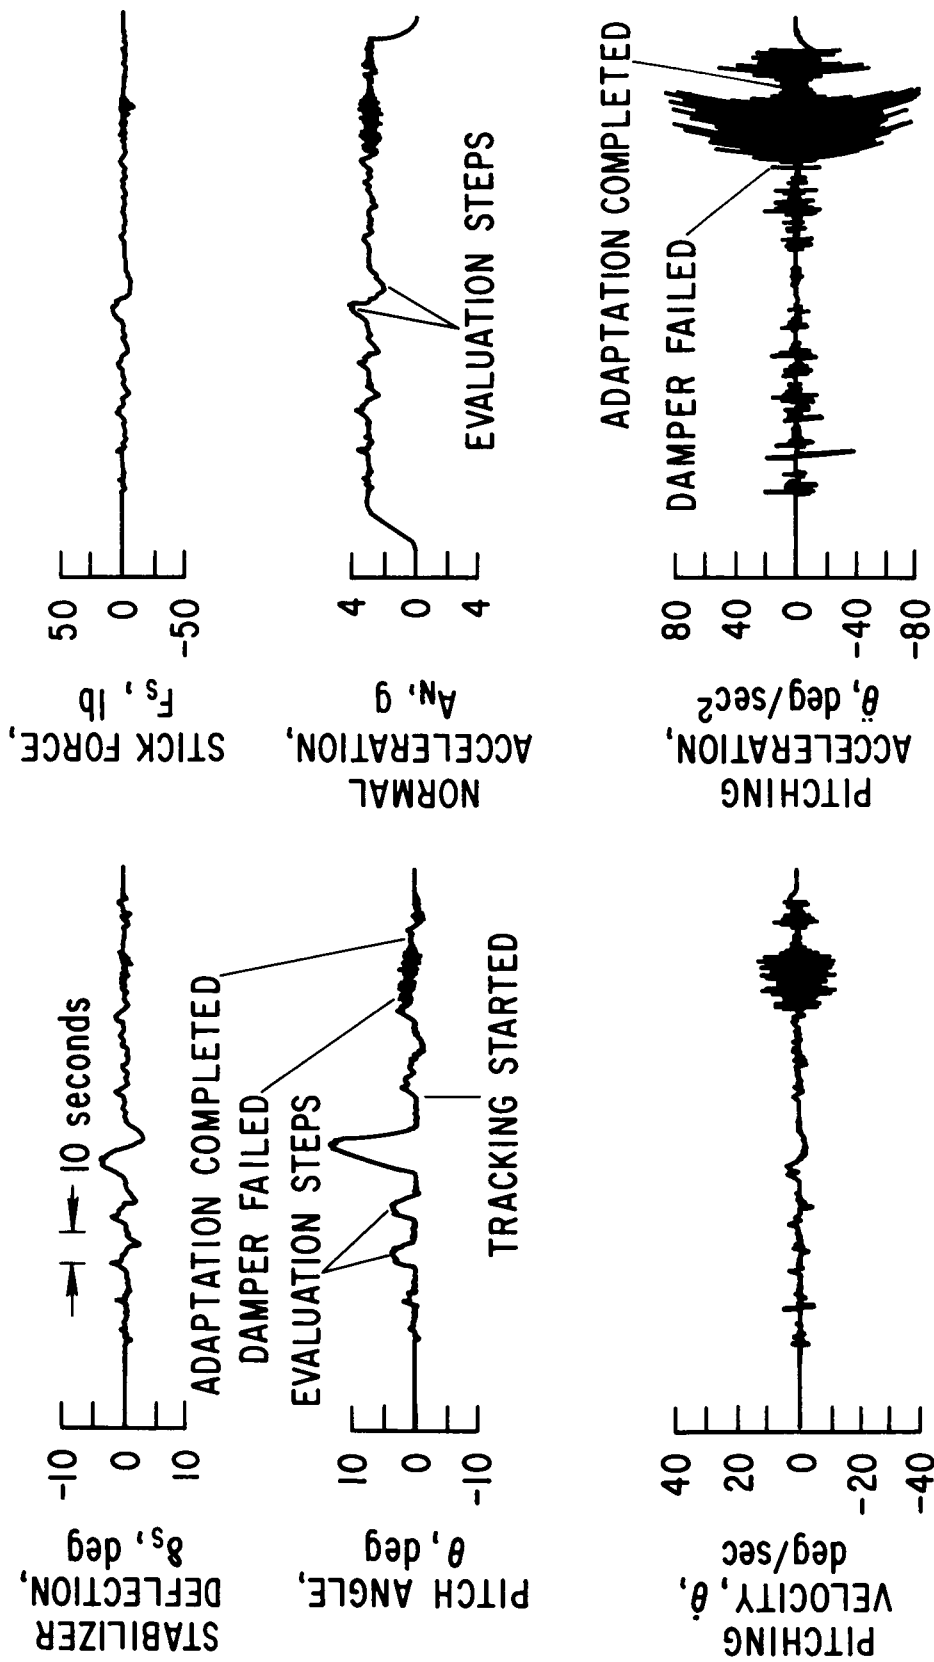 STABILIZER
DEFLECTION,
δs, deg
-10
0
10
10 seconds
PITCH ANGLE,
θ, deg
10
0
-10
ADAPTATION COMPLETED
DAMPER FAILED
EVALUATION STEPS
TRACKING STARTED
PITCHING
VELOCITY, θ̇,
deg/sec
40
20
0
-20
-40
STICK FORCE,
Fs, lb
50
0
-50
NORMAL
ACCELERATION,
AN, g
4
0
4
EVALUATION STEPS
PITCHING
ACCELERATION,
θ̈, deg/sec²
80
40
0
-40
-80
ADAPTATION COMPLETED
DAMPER FAILED